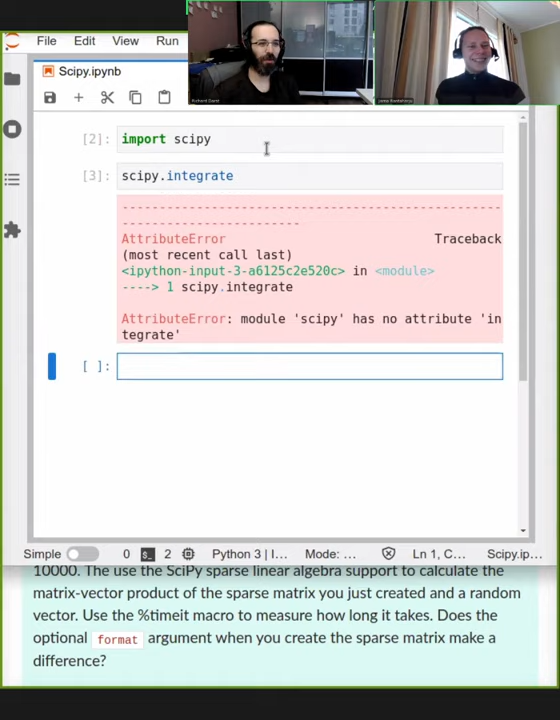 File Edit View Run
Richard Darst
Scipy.ipynb
[2]: import scipy
[3]: scipy.integrate
---------------------------------------------------
------------------------
AttributeError Traceback
(most recent call last)
<ipython-input-3-a6125c2e520c> in <module>
----> 1 scipy.integrate
AttributeError: module 'scipy' has no attribute 'in
tegrate'
[ ]:
Simple 0 2 Python 3 | I... Mode: ... Ln 1, C... Scipy.ip...
10000. The use the SciPy sparse linear algebra support to calculate the
matrix-vector product of the sparse matrix you just created and a random
vector. Use the %timeit macro to measure how long it takes. Does the
optional format argument when you create the sparse matrix make a
difference?